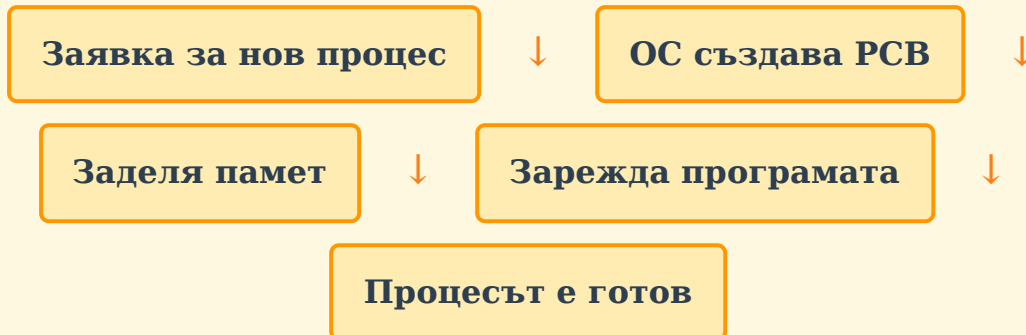 Заявка за нов процес ↓ ОС създава PCB ↓
Заделя памет ↓ Зарежда програмата ↓
Процесът е готов